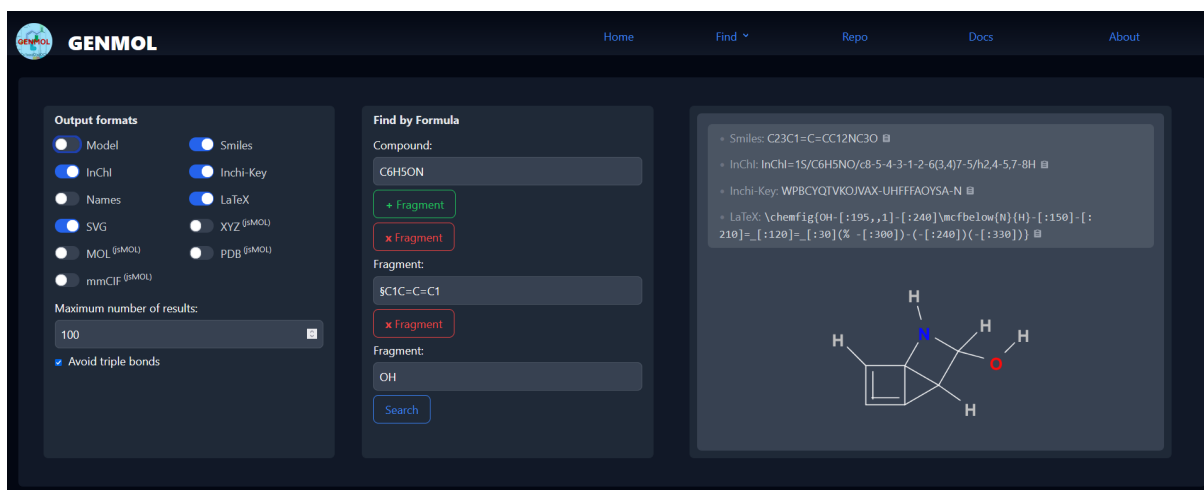 GENMOL
GENMOL
Home
Find
Repo
Docs
About
Output formats
Model
Smiles
InChI
Inchi-Key
Names
LaTeX
SVG
XYZ (jsMOL)
MOL (jsMOL)
PDB (jsMOL)
mmCIF (jsMOL)
Maximum number of results:
100
Avoid triple bonds
Find by Formula
Compound:
C6H5ON
+ Fragment
x Fragment
Fragment:
§C1C=C=C1
x Fragment
Fragment:
OH
Search
Smiles: C23C1=C=CC12NC3O
InChI: InChI=1S/C6H5NO/c8-5-4-3-1-2-6(3,4)7-5/h2,4-5,7-8H
Inchi-Key: WPBCYQTVKOJVAX-UHFFFAOYSA-N
LaTeX: \chemfig{OH-[:195,,1]-[:240]\mcfbelow{N}{H}-[:150]-[:
210]=_[:120]=_[:30](% -[:300])-(-[:240])(-[:330])}
H
H
N
H
H
O
H